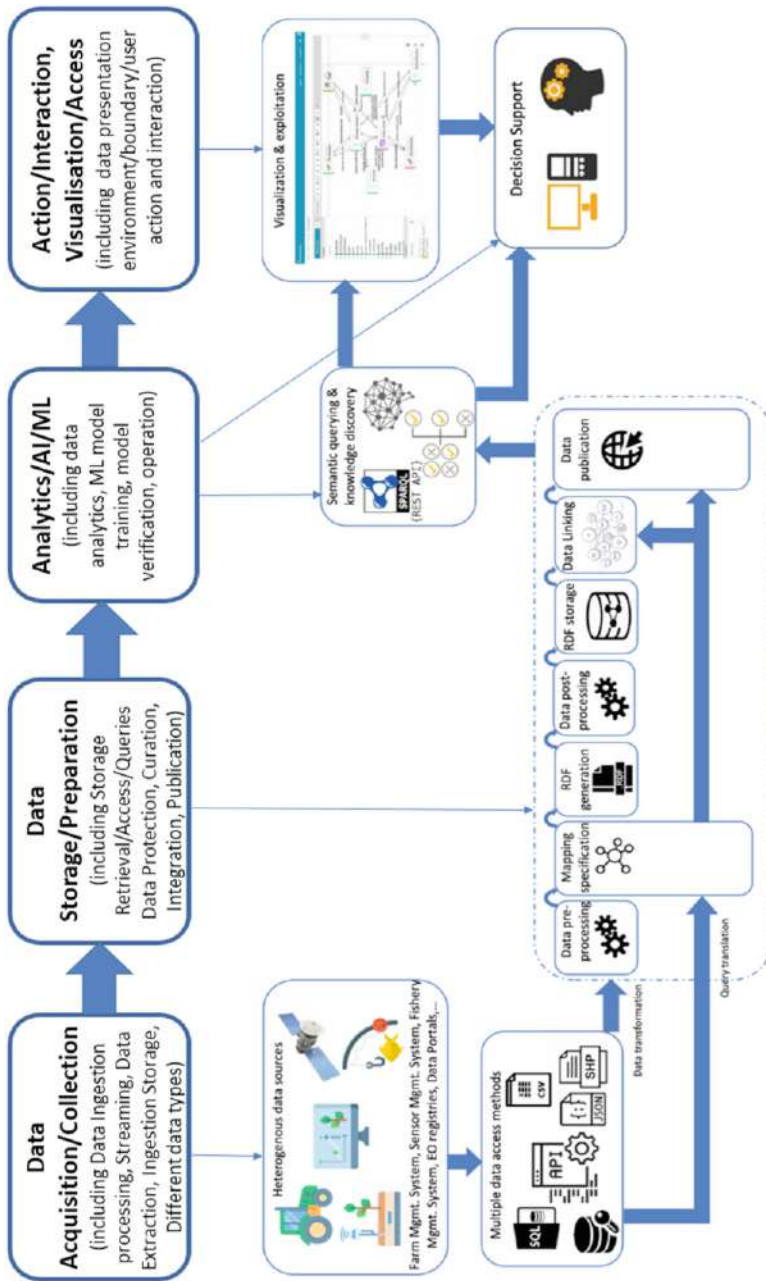 Data
Acquisition/Collection
(including Data Ingestion
processing, Streaming, Data
Extraction, Ingestion Storage,
Different data types)
Data
Storage/Preparation
(including Storage
Retrieval/Access/Queries
Data Protection, Curation,
Integration, Publication)
Analytics/AI/ML
(including data
analytics, ML model
training, model
verification, operation)
Action/Interaction,
Visualisation/Access
(including data presentation
environment/boundary/user
action and interaction)
Heterogenous data sources
Farm Mgmt. System, Sensor Mgmt. System, Fishery
Mgmt. System, EO registries, Data Portals,...
Multiple data access methods
SQL
API
CSV
{:}
JSON
SHP
Data transformation
Query translation
Data pre-
processing
Mapping
specification
RDF
generation
RDF
Data post-
processing
RDF storage
Data Linking
Data
publication
Semantic querying &
knowledge discovery
SPARQL
(REST API)
Visualization & exploitation
Decision Support